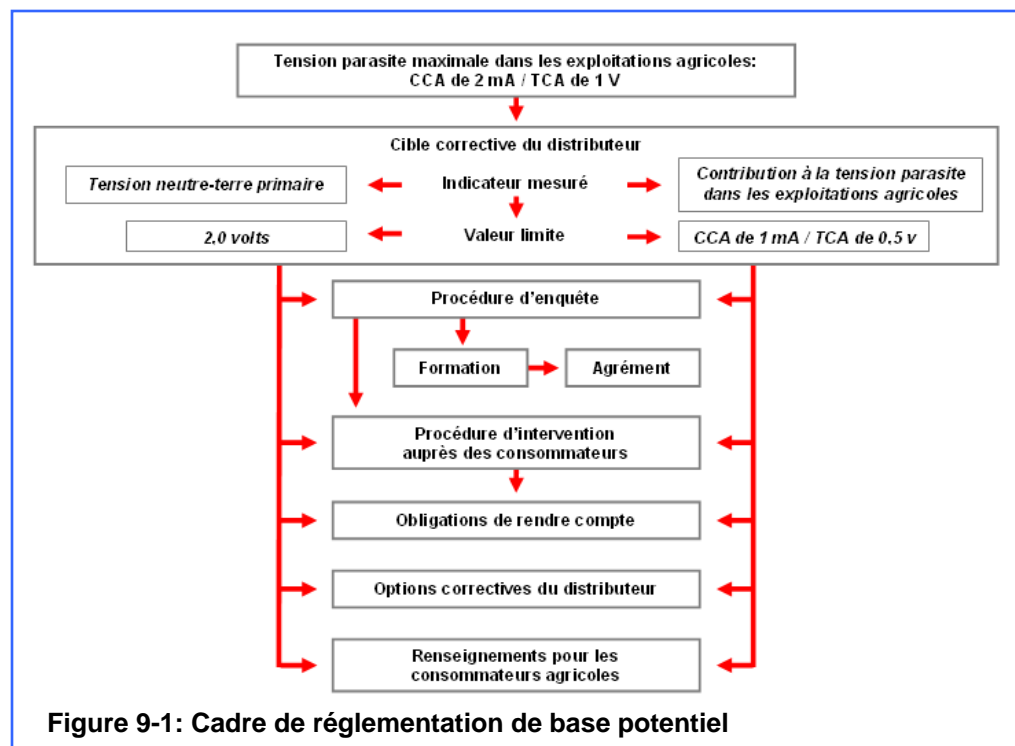 Tension parasite maximale dans les exploitations agricoles:
CCA de 2 mA / TCA de 1 V
Cible corrective du distributeur
Tension neutre-terre primaire
Indicateur mesuré
Contribution à la tension parasite
dans les exploitations agricoles
2,0 volts
Valeur limite
CCA de 1 mA / TCA de 0,5 v
Procédure d'enquête
Formation
Agrément
Procédure d'intervention
auprès des consommateurs
Obligations de rendre compte
Options correctives du distributeur
Renseignements pour les
consommateurs agricoles
Figure 9-1: Cadre de réglementation de base potentiel